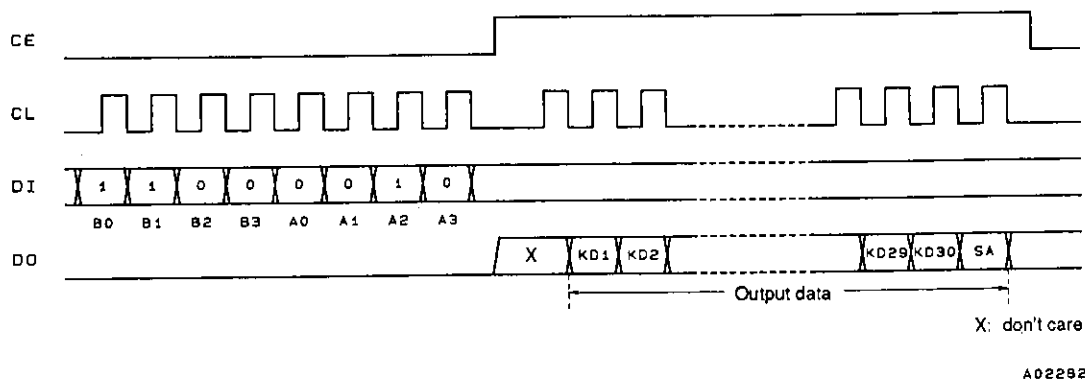 CE
CL
DI 1 1 0 0 0 0 1 0
B0 B1 B2 B3 A0 A1 A2 A3
DO X KD1 KD2 KD29 KD30 SA
Output data
X: don't care
A02292